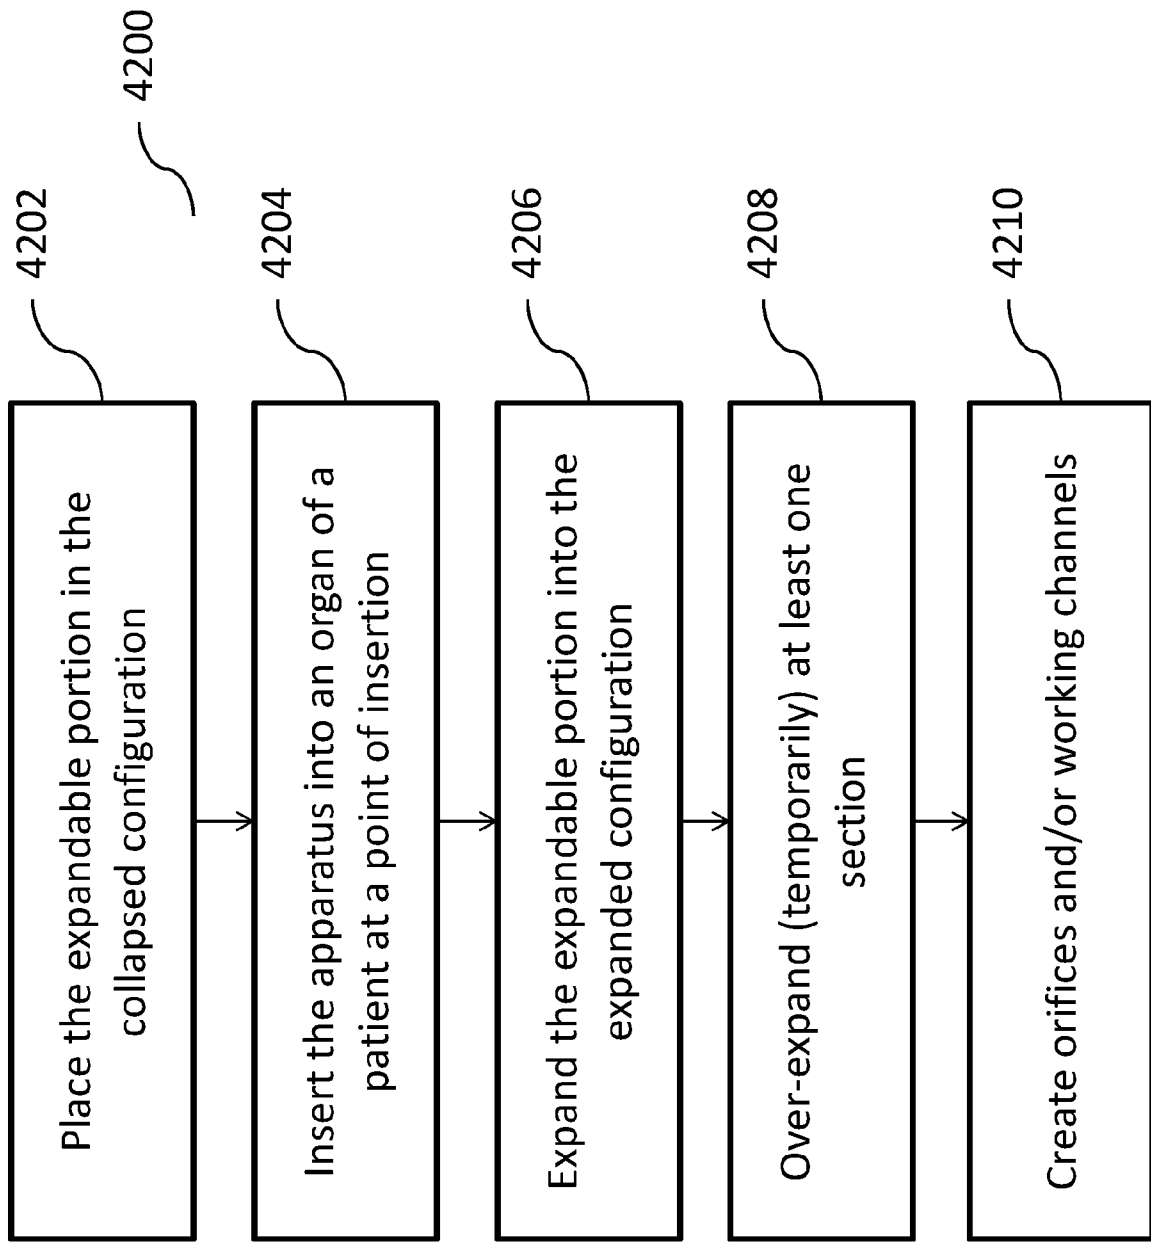 4200
4202
Place the expandable portion in the
collapsed configuration
4204
Insert the apparatus into an organ of a
patient at a point of insertion
4206
Expand the expandable portion into the
expanded configuration
4208
Over-expand (temporarily) at least one
section
4210
Create orifices and/or working channels